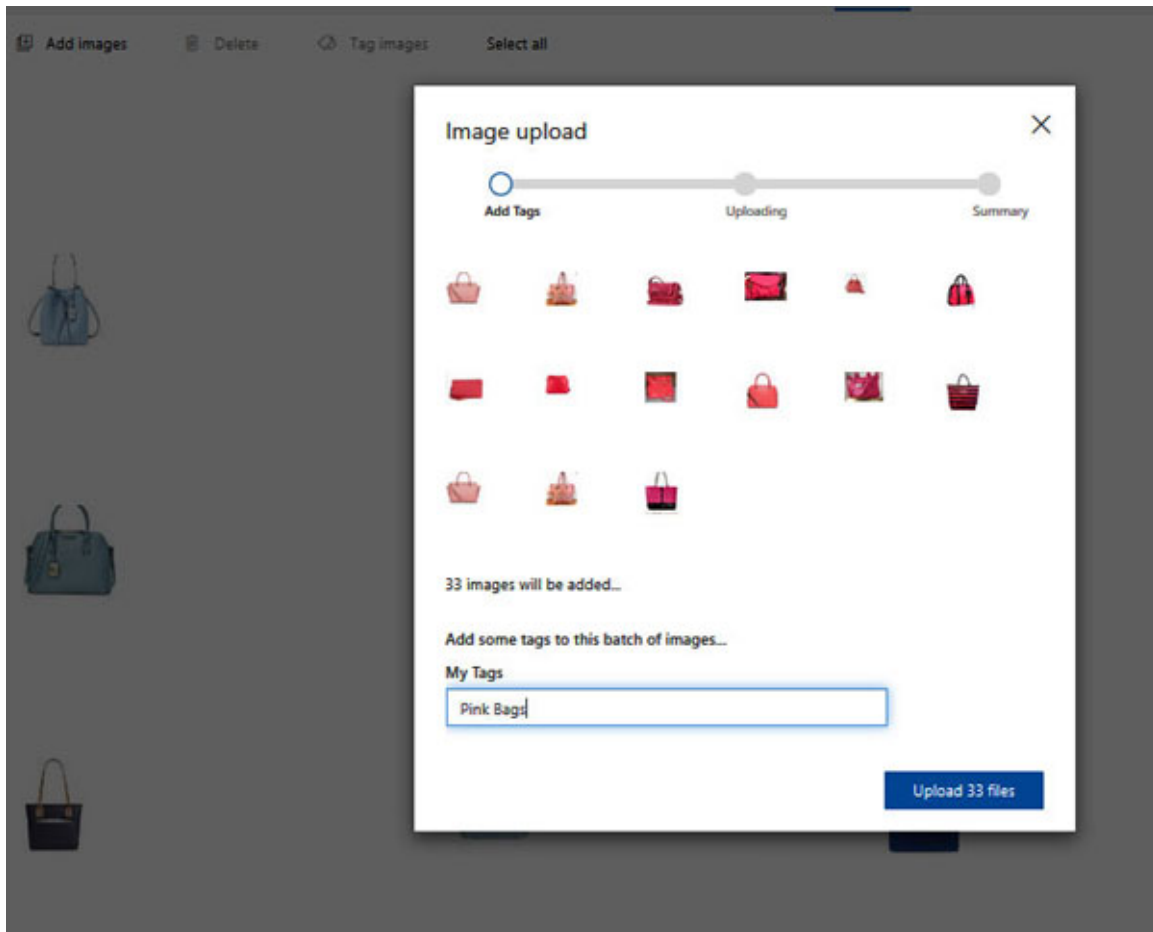 Add images Delete Tag images Select all
Image upload
Add Tags Uploading Summary
33 images will be added...
Add some tags to this batch of images...
My Tags
Pink Bags
Upload 33 files